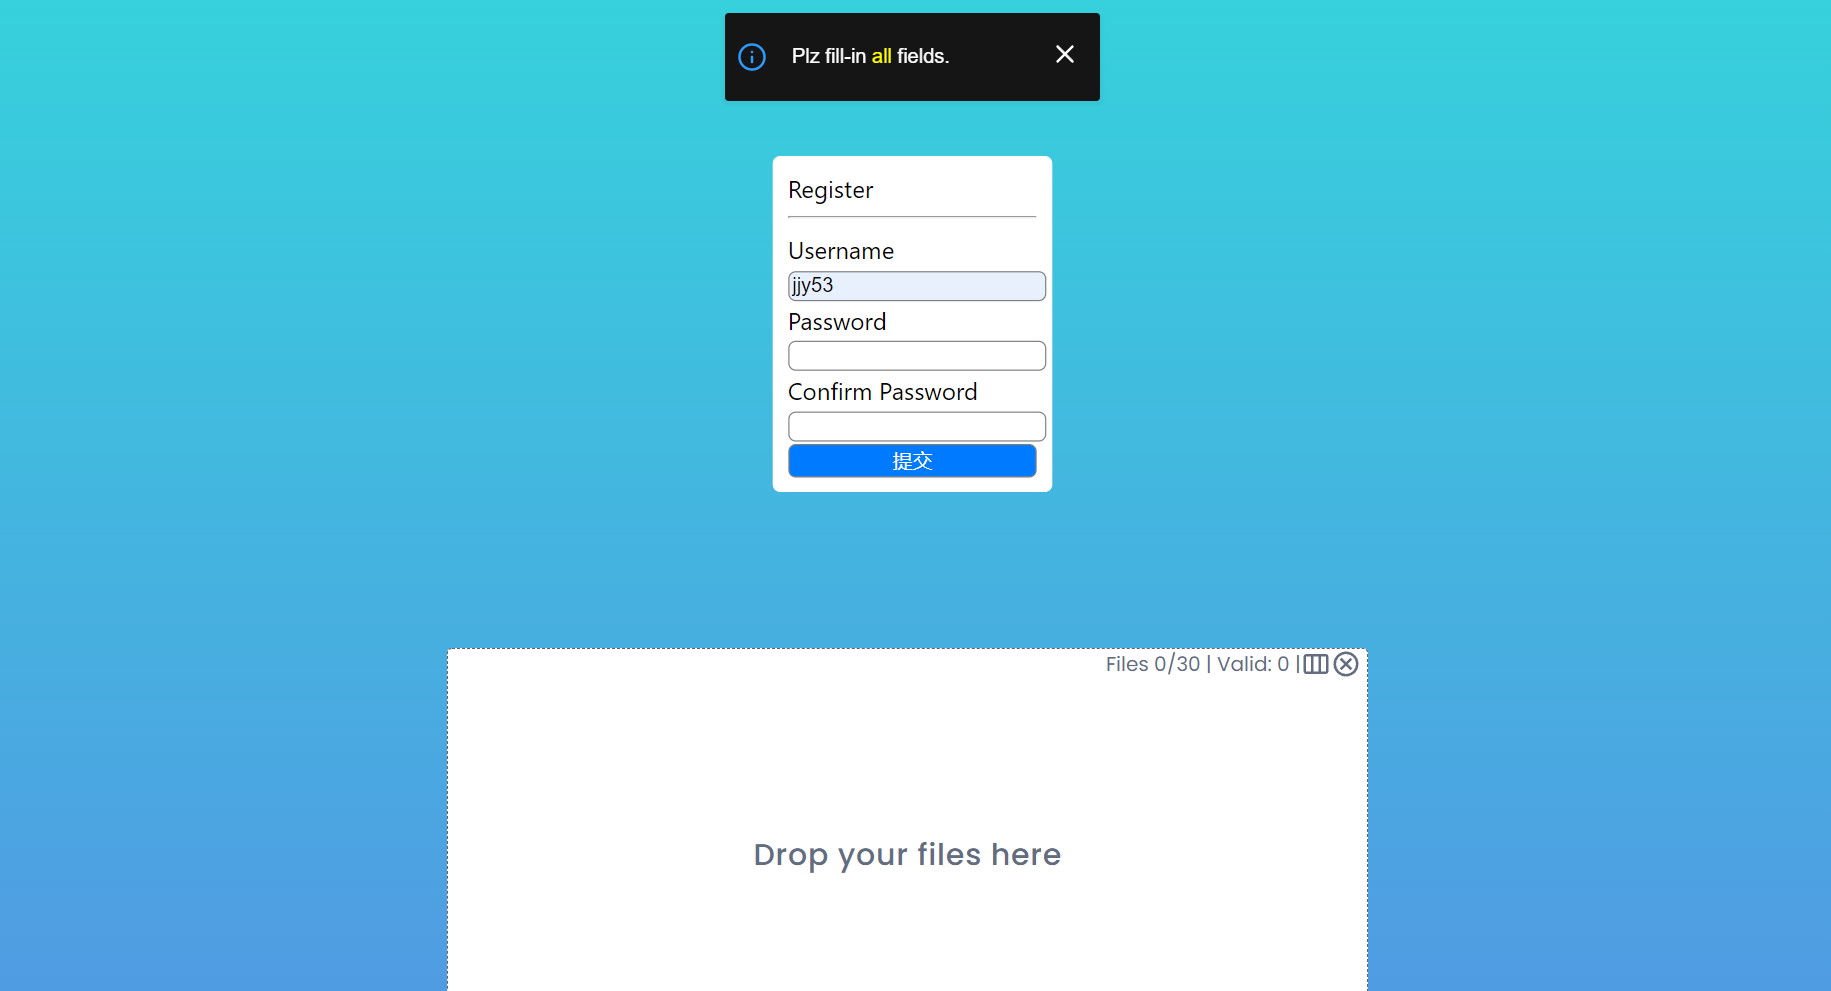 Plz fill-in all fields.
Register
Username
jjy53
Password
Confirm Password
提交
Files 0/30 | Valid: 0 |
Drop your files here